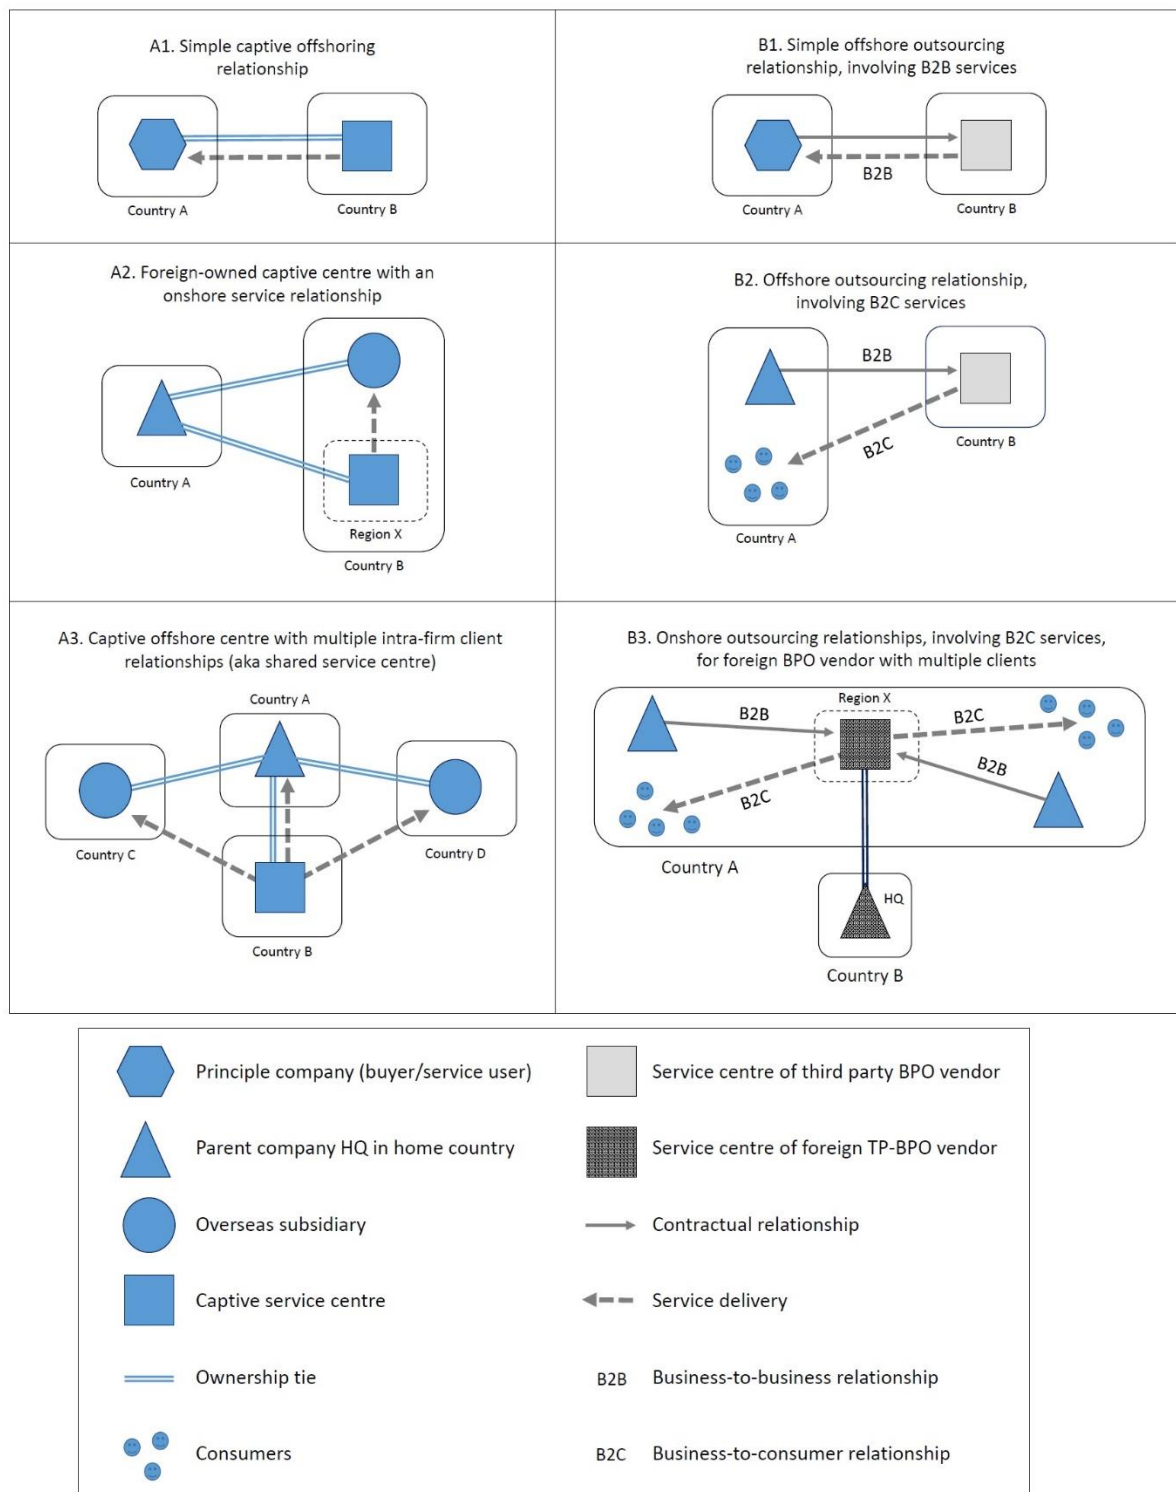 A1. Simple captive offshoring
relationship
Country A
Country B
B1. Simple offshore outsourcing
relationship, involving B2B services
B2B
Country A
Country B
A2. Foreign-owned captive centre with an
onshore service relationship
Country A
Region X
Country B
B2. Offshore outsourcing relationship,
involving B2C services
B2B
B2C
Country B
Country A
A3. Captive offshore centre with multiple intra-firm client
relationships (aka shared service centre)
Country A
Country C
Country D
Country B
B3. Onshore outsourcing relationships, involving B2C services,
for foreign BPO vendor with multiple clients
Region X
B2B
B2C
B2B
B2C
Country A
HQ
Country B
Principle company (buyer/service user)
Service centre of third party BPO vendor
Parent company HQ in home country
Service centre of foreign TP-BPO vendor
Overseas subsidiary
Contractual relationship
Captive service centre
Service delivery
Ownership tie
B2B Business-to-business relationship
Consumers
B2C Business-to-consumer relationship